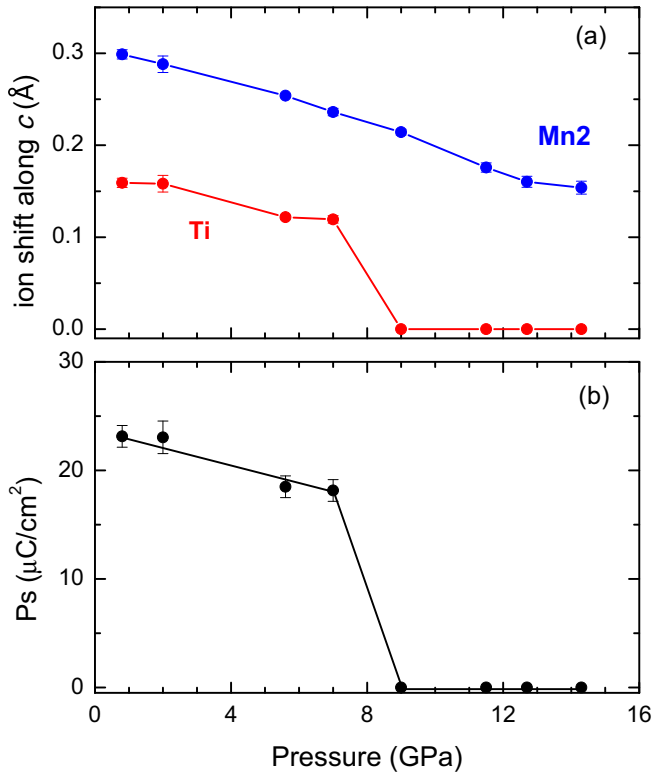 (a)
0.3
0.2
0.1
0.0
ion shift along c (Å)
Mn2
Ti
(b)
30
20
10
0
Ps (μC/cm²)
0 4 8 12 16
Pressure (GPa)